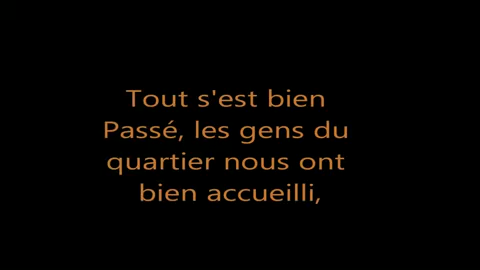 Tout s'est bien
Passé, les gens du
quartier nous ont
bien accueilli,